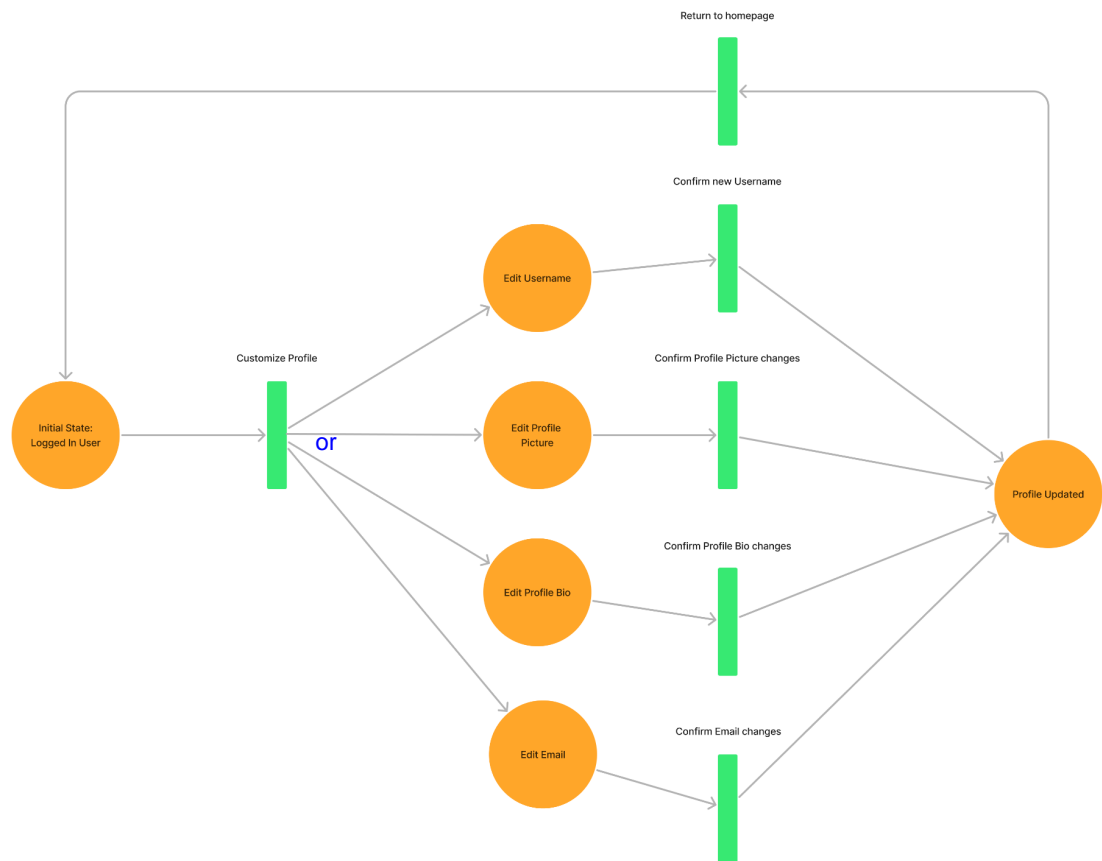 Return to homepage
Confirm new Username
Edit Username
Customize Profile
Confirm Profile Picture changes
Initial State:
Logged In User
or
Edit Profile
Picture
Profile Updated
Confirm Profile Bio changes
Edit Profile Bio
Confirm Email changes
Edit Email